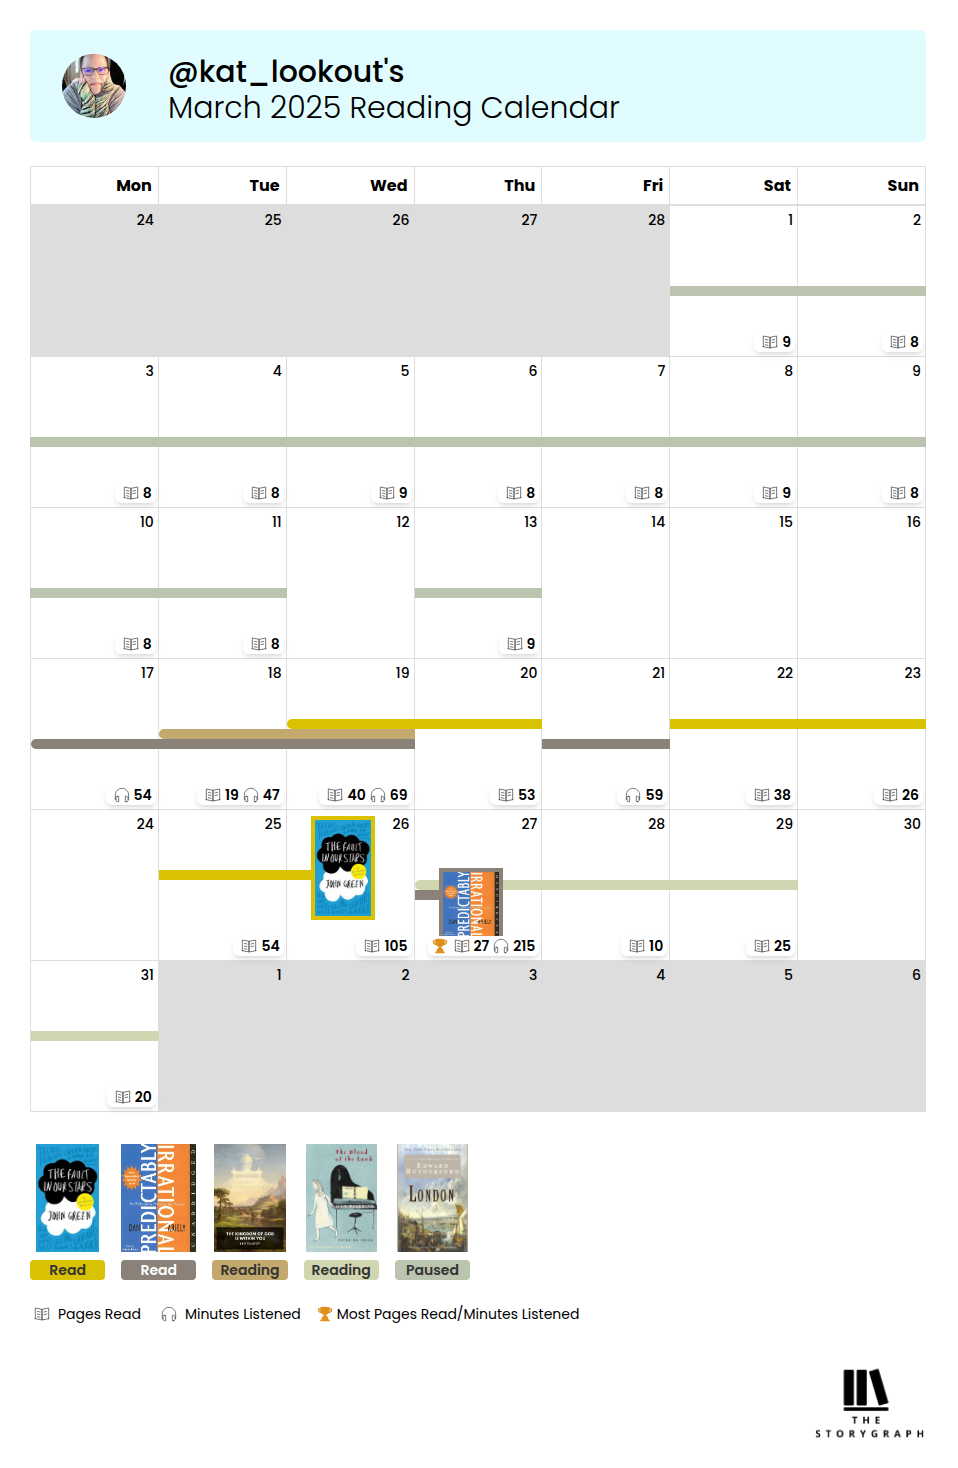 @kat_lookout's
March 2025 Reading Calendar
Mon Tue Wed Thu Fri Sat Sun
24 25 26 27 28 1 2
9 8
3 4 5 6 7 8 9
8 8 9 8 8 9 8
10 11 12 13 14 15 16
8 8 9
17 18 19 20 21 22 23
54 19 47 40 69 53 59 38 26
24 25 26 27 28 29 30
THE FAULT
IN OUR STARS
JOHN GREEN
PREDICTABLY
IRRATIONAL
54 105 27 215 10 25
31 1 2 3 4 5 6
20
THE FAULT
IN OUR STARS
JOHN GREEN
PREDICTABLY
IRRATIONAL
DAN ARIELY
UNABRIDGED
THE KINGDOM OF GOD
IS WITHIN YOU
LEO TOLSTOY
The Blood
of the Lamb
PETER DE VRIES
EDWARD
RUTHERFURD
LONDON
Read Read Reading Reading Paused
Pages Read Minutes Listened Most Pages Read/Minutes Listened
THE
STORYGRAPH